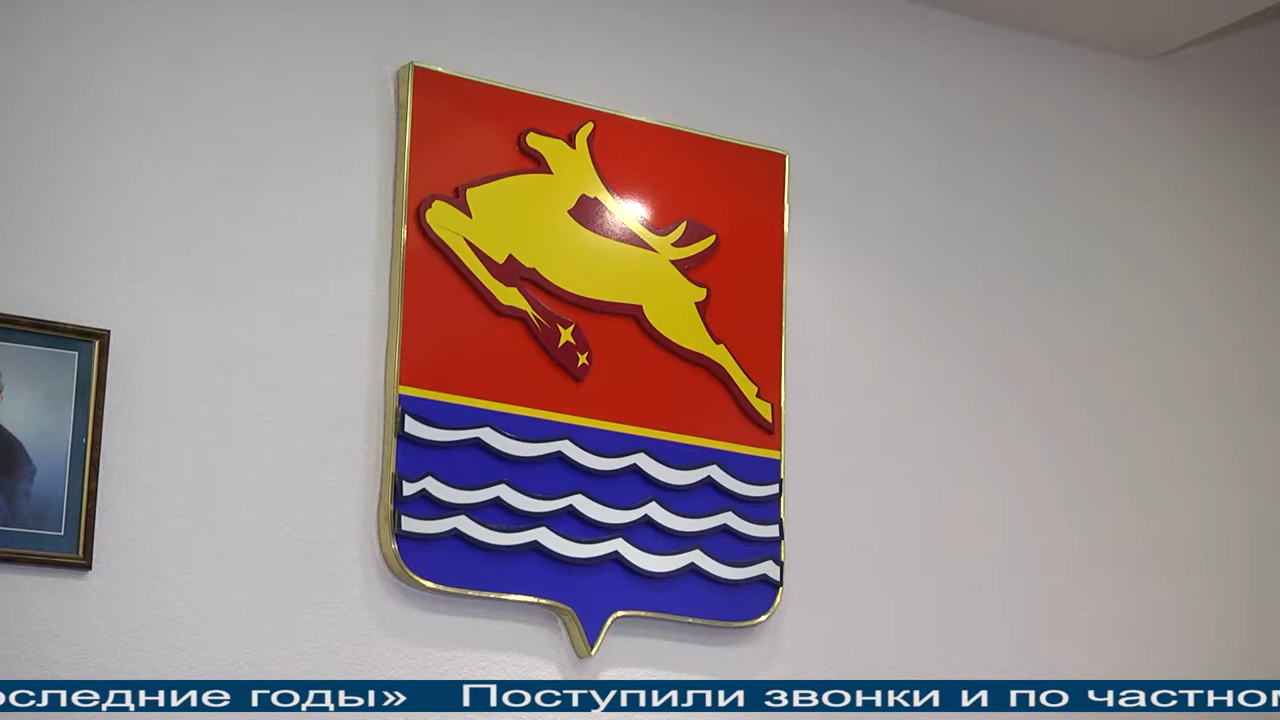 оследние годы» Поступили звонки и по частном